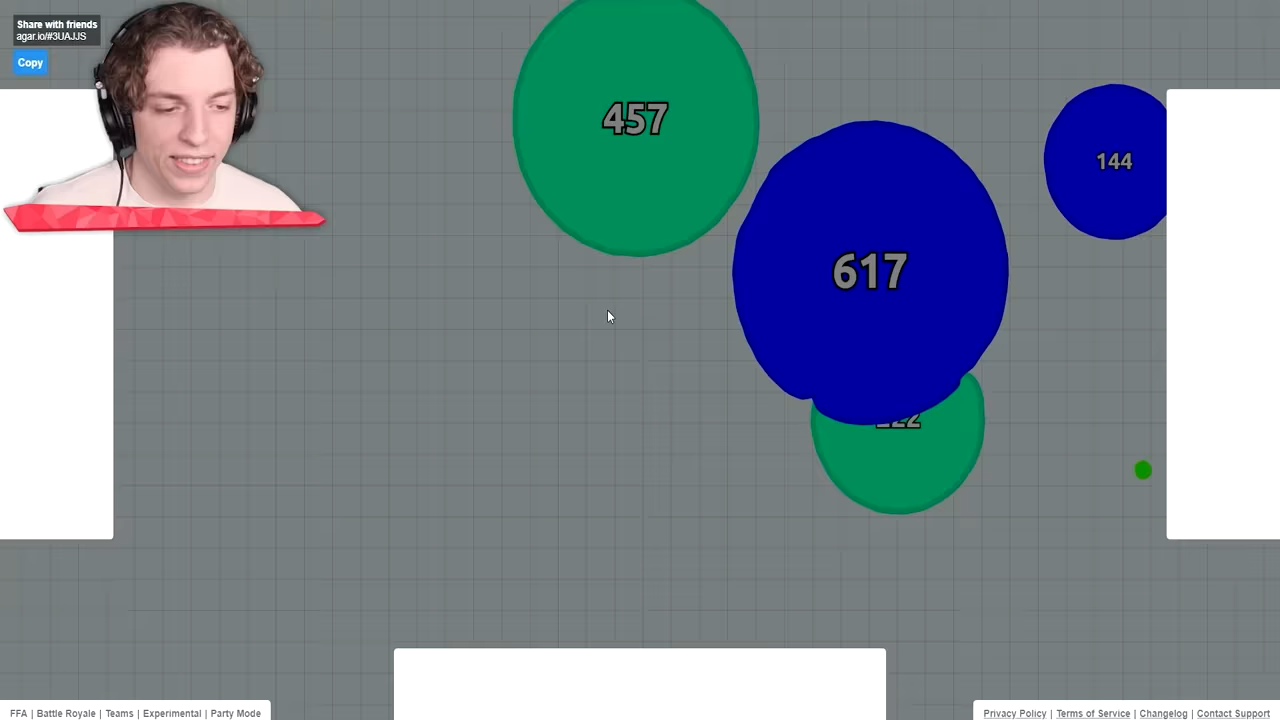 Share with friends
agar.io/#3UAJJS
Copy
457
144
617
FFA | Battle Royale | Teams | Experimental | Party Mode
Privacy Policy | Terms of Service | Changelog | Contact Support